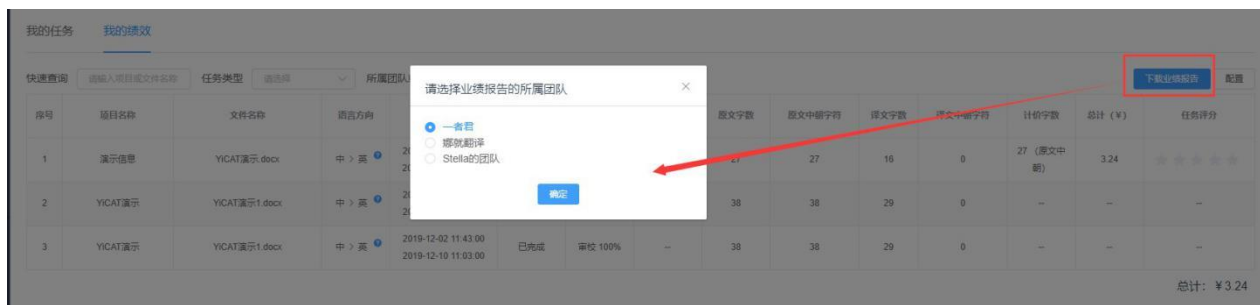 我的任务 我的绩效
快速查询 请输入项目或文件名称 任务类型 请选择 所属团队 下载业绩报告 配置
请选择业绩报告的所属团队
一者君
娜就翻译
Stella的团队
确定
序号 项目名称 文件名称 语言方向 原文字数 原文中朝字符 译文字数 译文中朝字符 计价字数 总计 (¥) 任务评分
1 演示信息 YiCAT演示.docx 中 > 英 27 27 16 0 27 (原文中朝) 3.24
2 YiCAT演示 YiCAT演示1.docx 中 > 英 38 38 29 0 -- -- --
3 YiCAT演示 YiCAT演示1.docx 中 > 英 2019-12-02 11:43:00 已完成 审校 100% -- 38 38 29 0 -- -- --
2019-12-10 11:03:00
总计: ¥3.24